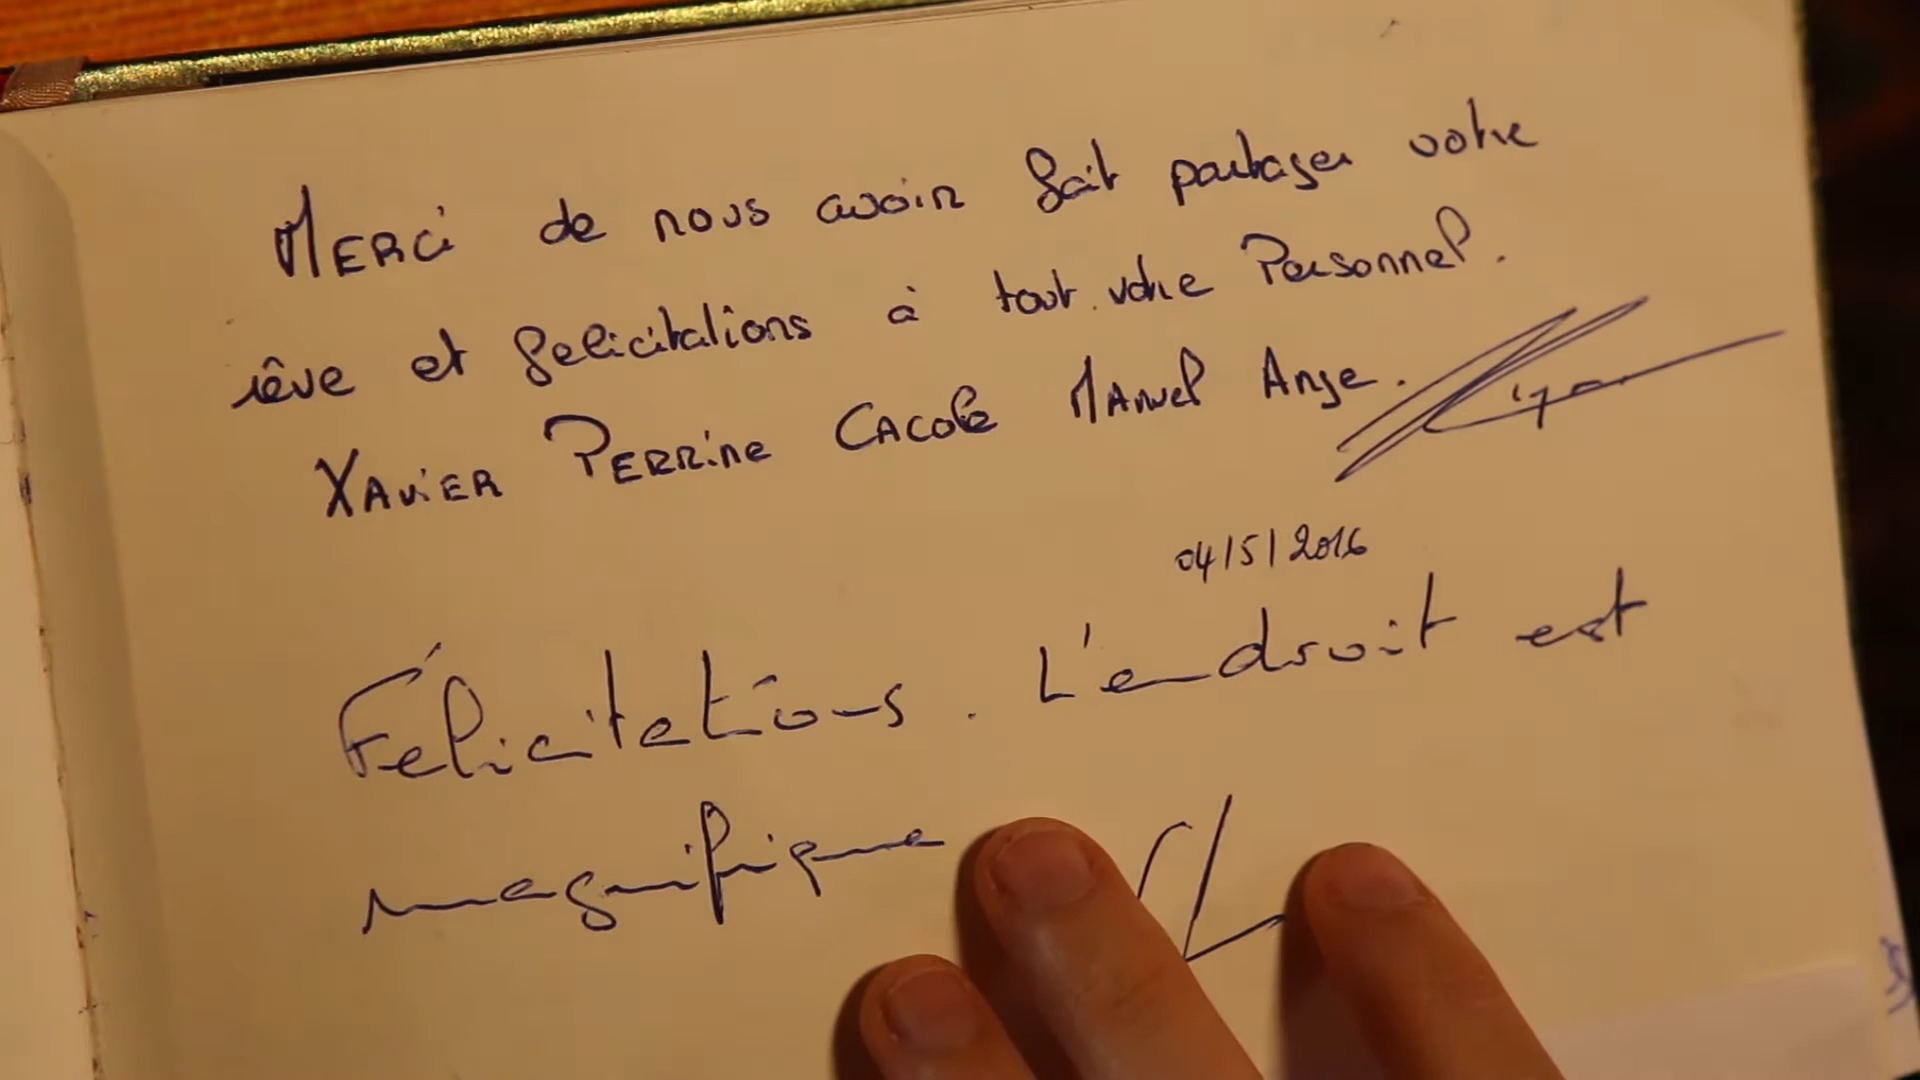 MERCi de nous avoir fait partager votre
rêve et felicitations à tout votre Personnel.
XAViER PERRine CAcole MAnuel Ange.
04/5/2016
Félicitations. L'endroit est
magnifique